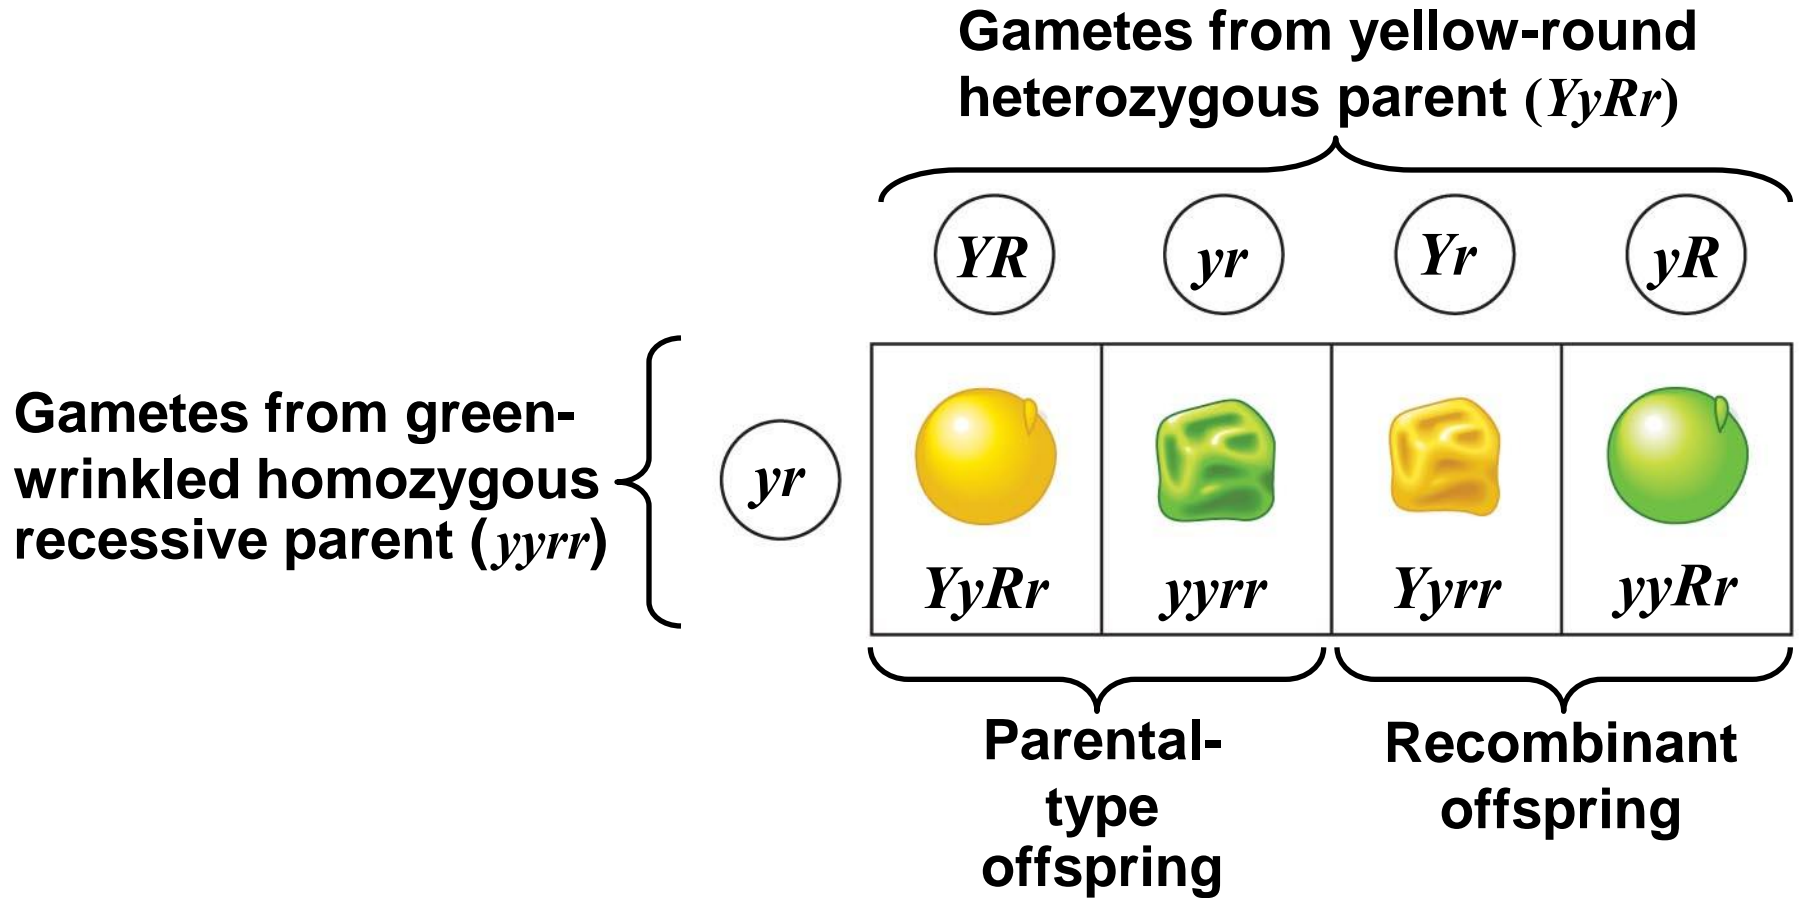 Gametes from yellow-round
heterozygous parent (YyRr)
YR yr Yr yR
Gametes from green-
wrinkled homozygous
recessive parent (yyrr)
yr
YyRr yyrr Yyrr yyRr
Parental-
type
offspring
Recombinant
offspring